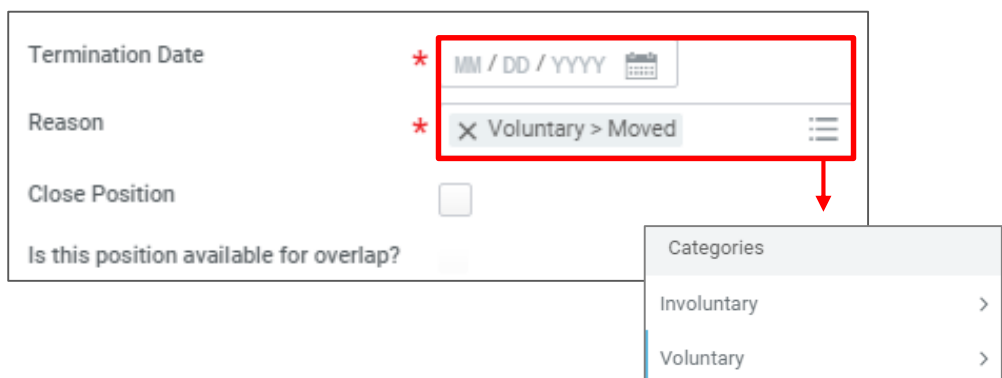 Termination Date * MM / DD / YYYY
Reason * × Voluntary > Moved
Close Position
Is this position available for overlap?
Categories
Involuntary >
Voluntary >